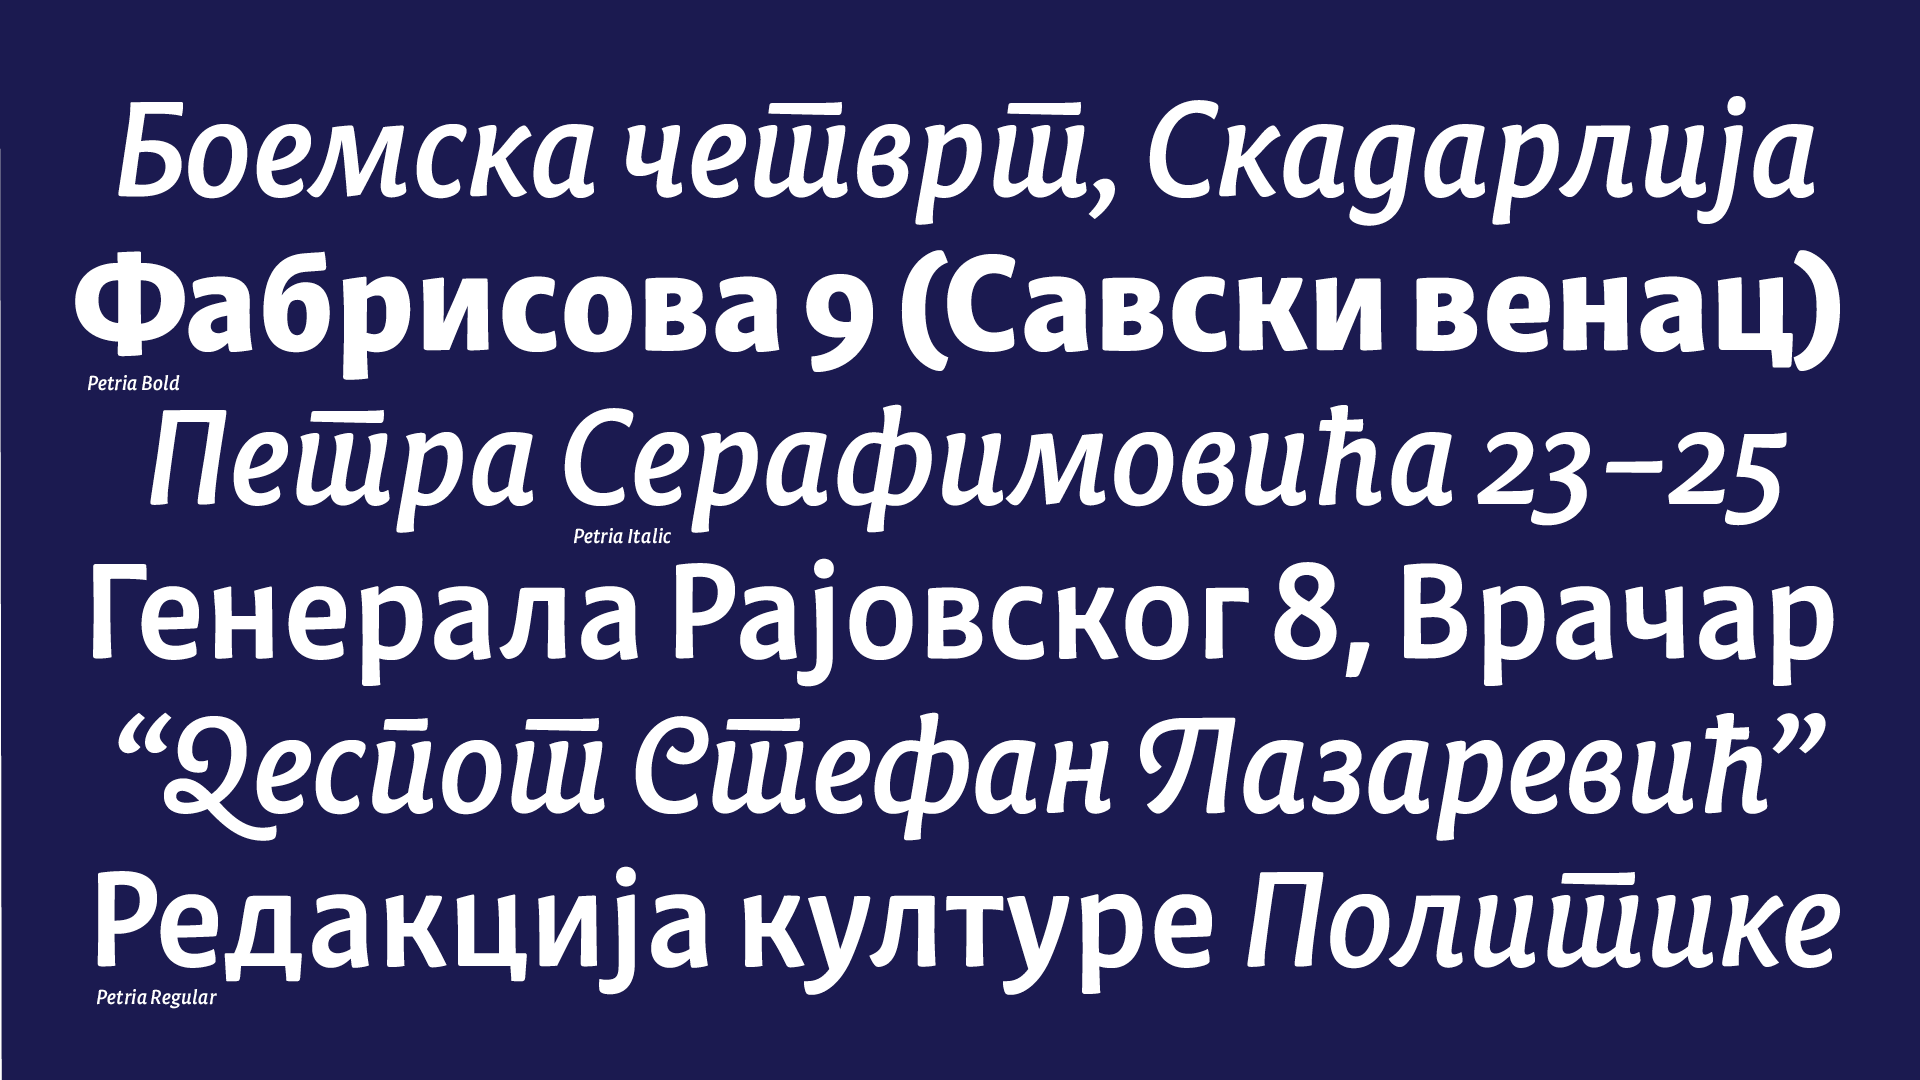 Боемска четврт, Скадарлија
Фабрисова 9 (Савски венац)
Petria Bold
Петра Серафимовића 23–25
Petria Italic
Генерала Рајовског 8, Врачар
“Деспот Стефан Лазаревић”
Редакција културе Политике
Petria Regular